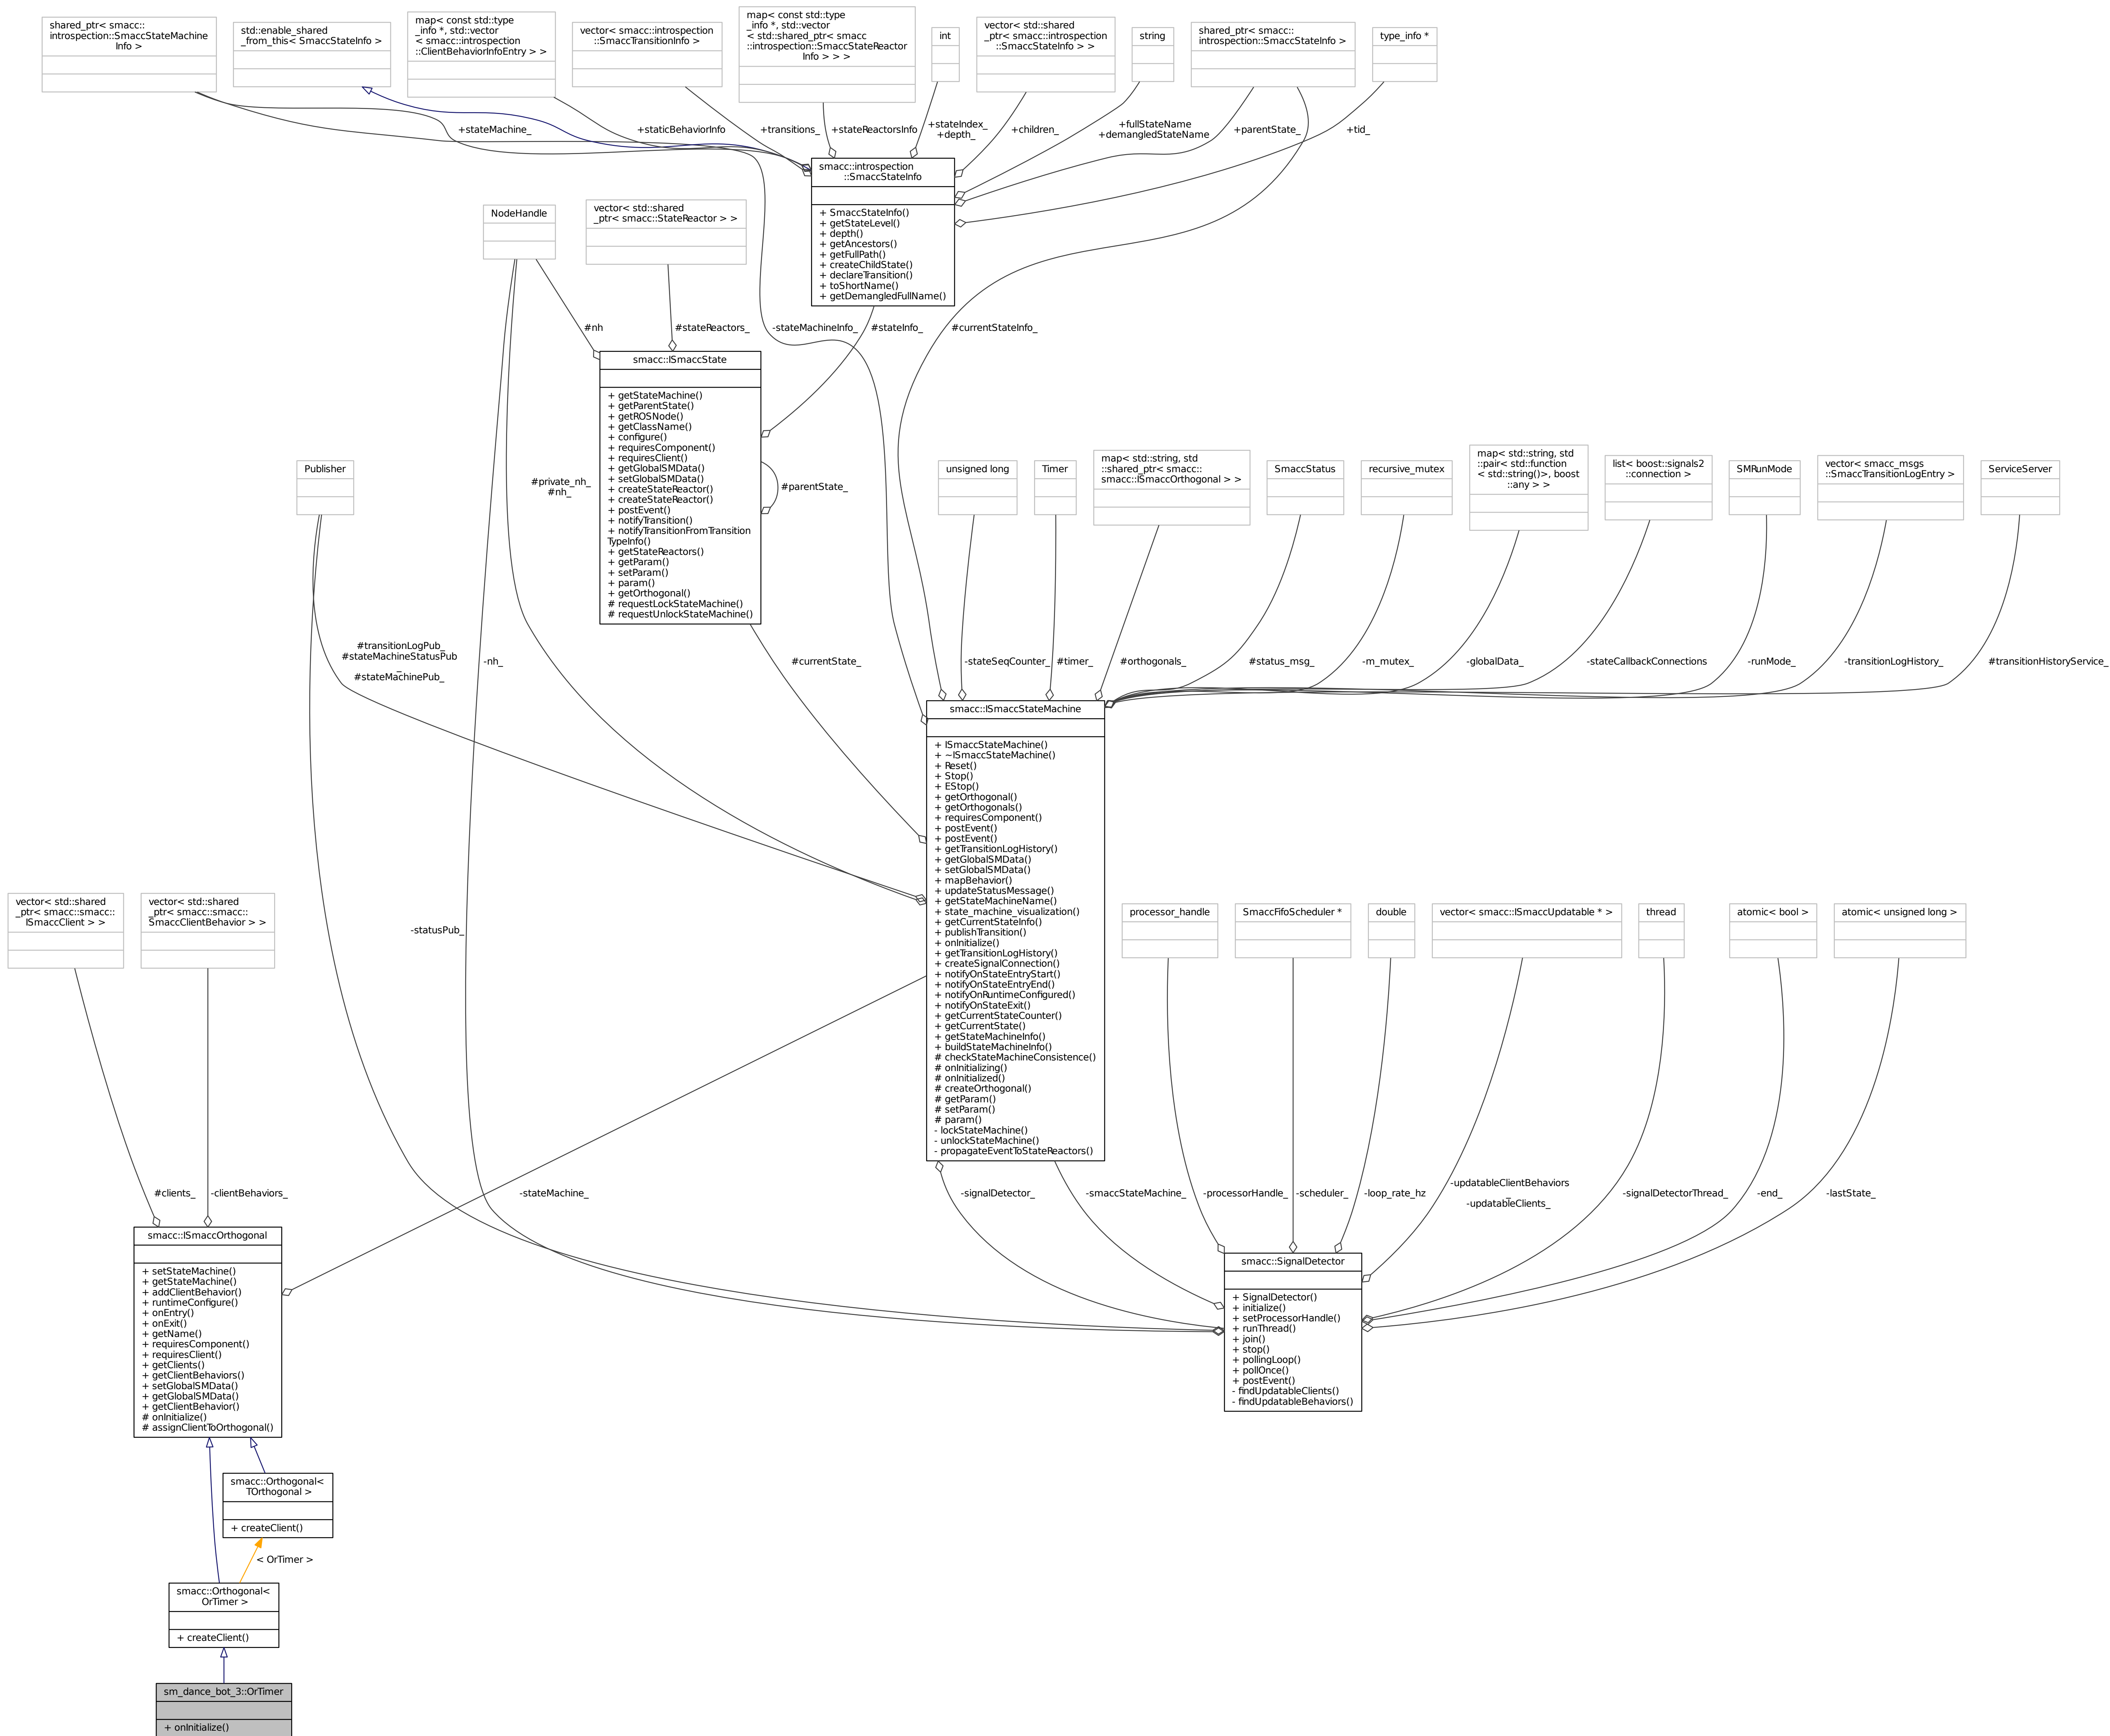 shared_ptr< smacc::
introspection::SmaccStateMachine
Info >
std::enable_shared
_from_this< SmaccStateInfo >
map< const std::type
_info *, std::vector
< smacc::introspection
::ClientBehaviorInfoEntry > >
vector< smacc::introspection
::SmaccTransitionInfo >
map< const std::type
_info *, std::vector
< std::shared_ptr< smacc
::introspection::SmaccStateReactor
Info > > >
int
vector< std::shared
_ptr< smacc::introspection
::SmaccStateInfo > >
string
shared_ptr< smacc::
introspection::SmaccStateInfo >
type_info *
+stateMachine_
+staticBehaviorInfo
+transitions_
+stateReactorsInfo
+stateIndex_
+depth_
+children_
+fullStateName
+demangledStateName
+parentState_
+tid_
smacc::introspection
::SmaccStateInfo
+ SmaccStateInfo()
+ getStateLevel()
+ depth()
+ getAncestors()
+ getFullPath()
+ createChildState()
+ declareTransition()
+ toShortName()
+ getDemangledFullName()
NodeHandle
vector< std::shared
_ptr< smacc::StateReactor > >
#nh
#stateReactors_
-stateMachineInfo_
#stateInfo_
#currentStateInfo_
smacc::ISmaccState
+ getStateMachine()
+ getParentState()
+ getROSNode()
+ getClassName()
+ configure()
+ requiresComponent()
+ requiresClient()
+ getGlobalSMData()
+ setGlobalSMData()
+ createStateReactor()
+ createStateReactor()
+ postEvent()
+ notifyTransition()
+ notifyTransitionFromTransition
TypeInfo()
+ getStateReactors()
+ getParam()
+ setParam()
+ param()
+ getOrthogonal()
# requestLockStateMachine()
# requestUnlockStateMachine()
#parentState_
Publisher
#private_nh_
#nh_
unsigned long
Timer
map< std::string, std
::shared_ptr< smacc::
smacc::ISmaccOrthogonal > >
SmaccStatus
recursive_mutex
map< std::string, std
::pair< std::function
< std::string()>, boost
::any > >
list< boost::signals2
::connection >
SMRunMode
vector< smacc_msgs
::SmaccTransitionLogEntry >
ServiceServer
#transitionLogPub_
#stateMachineStatusPub
_
#stateMachinePub_
-nh_
#currentState_
-stateSeqCounter_
#timer_
#orthogonals_
#status_msg_
-m_mutex_
-globalData_
-stateCallbackConnections
-runMode_
-transitionLogHistory_
#transitionHistoryService_
smacc::ISmaccStateMachine
+ ISmaccStateMachine()
+ ~ISmaccStateMachine()
+ Reset()
+ Stop()
+ EStop()
+ getOrthogonal()
+ getOrthogonals()
+ requiresComponent()
+ postEvent()
+ postEvent()
+ getTransitionLogHistory()
+ getGlobalSMData()
+ setGlobalSMData()
+ mapBehavior()
+ updateStatusMessage()
+ getStateMachineName()
+ state_machine_visualization()
+ getCurrentStateInfo()
+ publishTransition()
+ onInitialize()
+ getTransitionLogHistory()
+ createSignalConnection()
+ notifyOnStateEntryStart()
+ notifyOnStateEntryEnd()
+ notifyOnRuntimeConfigured()
+ notifyOnStateExit()
+ getCurrentStateCounter()
+ getCurrentState()
+ getStateMachineInfo()
+ buildStateMachineInfo()
# checkStateMachineConsistence()
# onInitializing()
# onInitialized()
# createOrthogonal()
# getParam()
# setParam()
# param()
- lockStateMachine()
- unlockStateMachine()
- propagateEventToStateReactors()
vector< std::shared
_ptr< smacc::smacc::
ISmaccClient > >
vector< std::shared
_ptr< smacc::smacc::
SmaccClientBehavior > >
-statusPub_
processor_handle
SmaccFifoScheduler *
double
vector< smacc::ISmaccUpdatable * >
thread
atomic< bool >
atomic< unsigned long >
#clients_
-clientBehaviors_
-stateMachine_
-signalDetector_
-smaccStateMachine_
-processorHandle_
-scheduler_
-loop_rate_hz
-updatableClientBehaviors
_
-updatableClients_
-signalDetectorThread_
-end_
-lastState_
smacc::ISmaccOrthogonal
+ setStateMachine()
+ getStateMachine()
+ addClientBehavior()
+ runtimeConfigure()
+ onEntry()
+ onExit()
+ getName()
+ requiresComponent()
+ requiresClient()
+ getClients()
+ getClientBehaviors()
+ setGlobalSMData()
+ getGlobalSMData()
+ getClientBehavior()
# onInitialize()
# assignClientToOrthogonal()
smacc::SignalDetector
+ SignalDetector()
+ initialize()
+ setProcessorHandle()
+ runThread()
+ join()
+ stop()
+ pollingLoop()
+ pollOnce()
+ postEvent()
- findUpdatableClients()
- findUpdatableBehaviors()
smacc::Orthogonal<
TOrthogonal >
+ createClient()
< OrTimer >
smacc::Orthogonal<
OrTimer >
+ createClient()
sm_dance_bot_3::OrTimer
+ onInitialize()